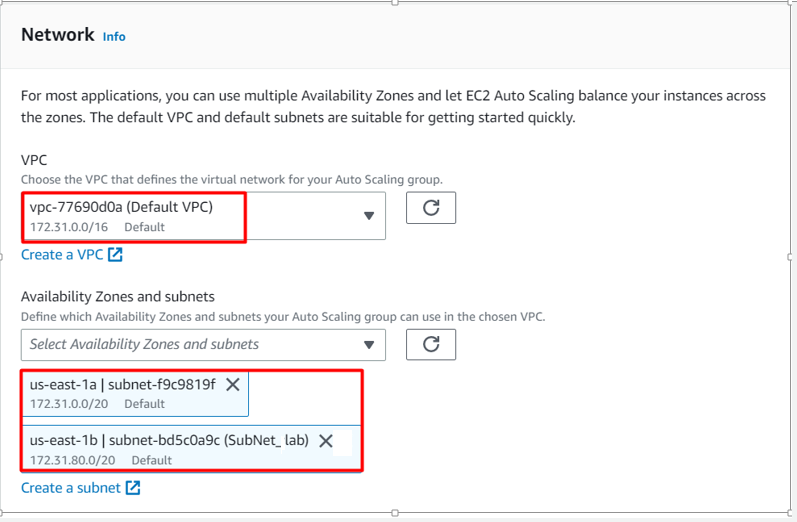 Network Info
For most applications, you can use multiple Availability Zones and let EC2 Auto Scaling balance your instances across
the zones. The default VPC and default subnets are suitable for getting started quickly.
VPC
Choose the VPC that defines the virtual network for your Auto Scaling group.
vpc-77690d0a (Default VPC)
172.31.0.0/16 Default
Create a VPC
Availability Zones and subnets
Define which Availability Zones and subnets your Auto Scaling group can use in the chosen VPC.
Select Availability Zones and subnets
us-east-1a | subnet-f9c9819f
172.31.0.0/20 Default
us-east-1b | subnet-bd5c0a9c (SubNet_ lab)
172.31.80.0/20 Default
Create a subnet